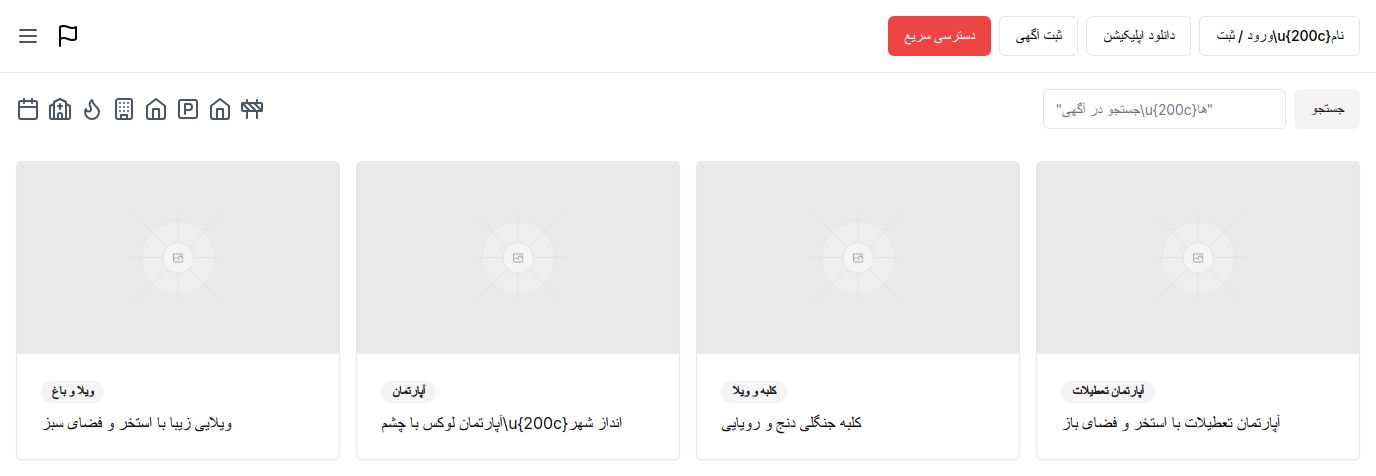 ورود / ثبت\u{200c}نام
دانلود اپلیکیشن
ثبت آگهی
دسترسی سریع
جستجو
"جستجو در آگهی\u{200c}ها"
آپارتمان تعطیلات
آپارتمان تعطیلات با استخر و فضای باز
کلبه و ویلا
کلبه جنگلی دنج و رویایی
آپارتمان
آپارتمان لوکس با چشم\u{200c}انداز شهر
ویلا و باغ
ویلایی زیبا با استخر و فضای سبز